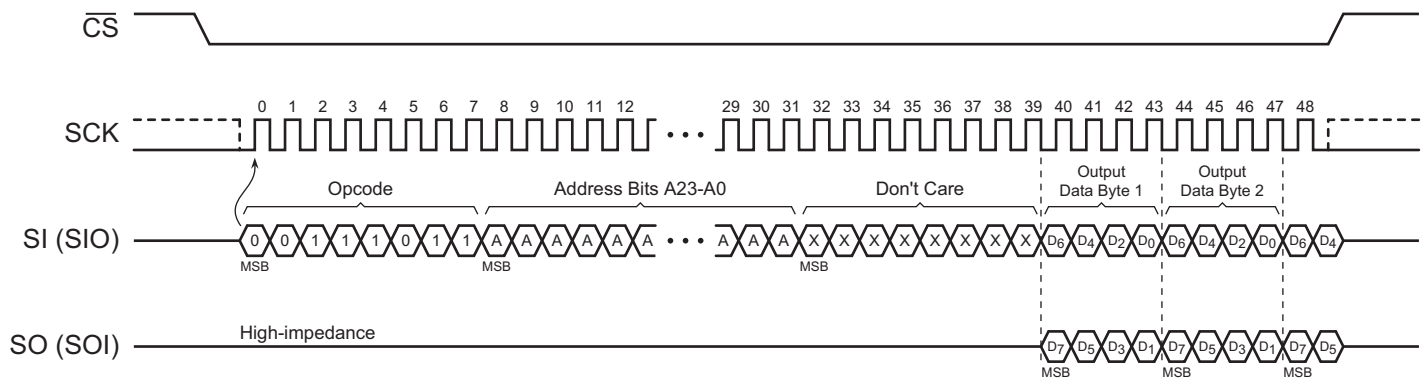 CS
0 1 2 3 4 5 6 7 8 9 10 11 12 29 30 31 32 33 34 35 36 37 38 39 40 41 42 43 44 45 46 47 48
SCK
Opcode Address Bits A23-A0 Don't Care Output Data Byte 1 Output Data Byte 2
SI (SIO) 0 0 1 1 1 0 1 1 A A A A A A A A A X X X X X X X X D6 D4 D2 D0 D6 D4 D2 D0 D6 D4
MSB MSB MSB
High-impedance
SO (SOI) D7 D5 D3 D1 D7 D5 D3 D1 D7 D5
MSB MSB MSB